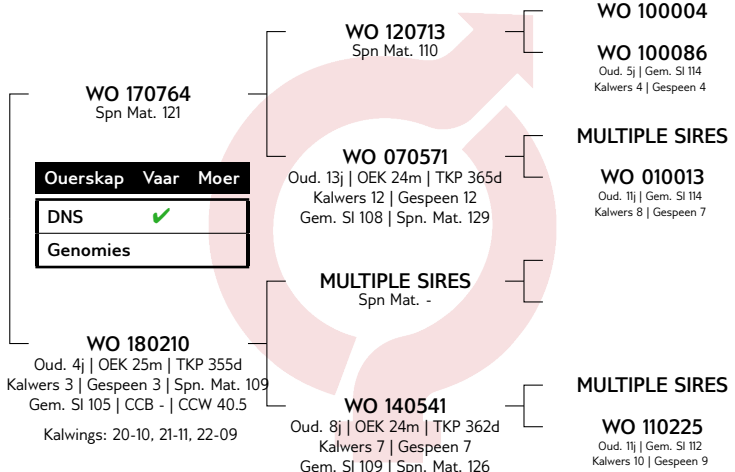 WO 170764
Spn Mat. 121
Ouerskap Vaar Moer
DNS ✔
Genomies
WO 180210
Oud. 4j | OEK 25m | TKP 355d
Kalwers 3 | Gespeen 3 | Spn. Mat. 109
Gem. SI 105 | CCB - | CCW 40.5
Kalwings: 20-10, 21-11, 22-09
WO 120713
Spn Mat. 110
WO 070571
Oud. 13j | OEK 24m | TKP 365d
Kalwers 12 | Gespeen 12
Gem. SI 108 | Spn. Mat. 129
MULTIPLE SIRES
Spn Mat. -
WO 140541
Oud. 8j | OEK 24m | TKP 362d
Kalwers 7 | Gespeen 7
Gem. SI 109 | Spn. Mat. 126
WO 100004
WO 100086
Oud. 5j | Gem. SI 114
Kalwers 4 | Gespeen 4
MULTIPLE SIRES
WO 010013
Oud. 11j | Gem. SI 114
Kalwers 8 | Gespeen 7
MULTIPLE SIRES
WO 110225
Oud. 11j | Gem. SI 112
Kalwers 10 | Gespeen 9